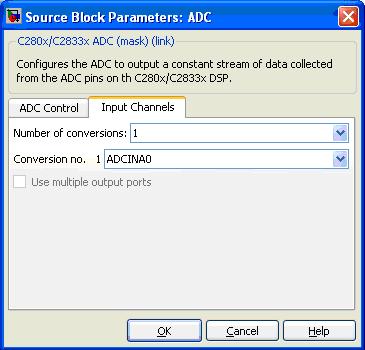 Source Block Parameters: ADC
C280x/C2833x ADC (mask) (link)
Configures the ADC to output a constant stream of data collected
from the ADC pins on th C280x/C2833x DSP.
ADC Control Input Channels
Number of conversions: 1
Conversion no. 1 ADCINA0
Use multiple output ports
OK Cancel Help